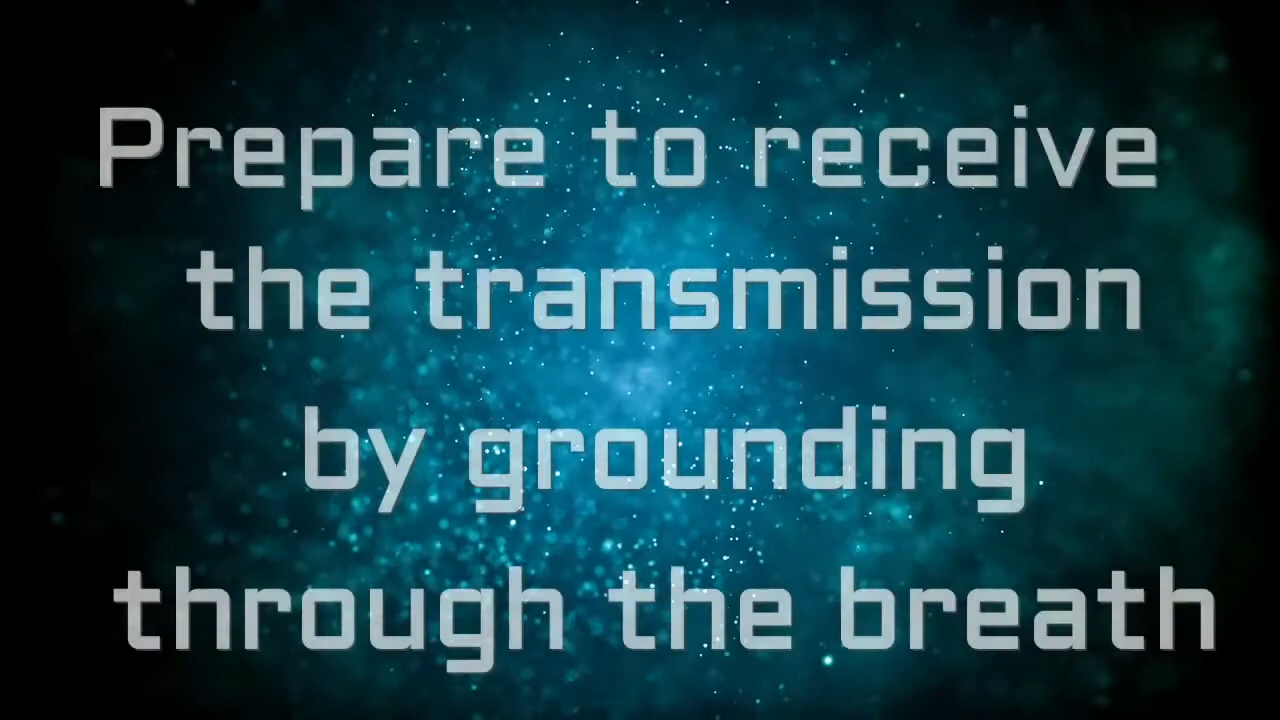 Prepare to receive
the transmission
by grounding
through the breath